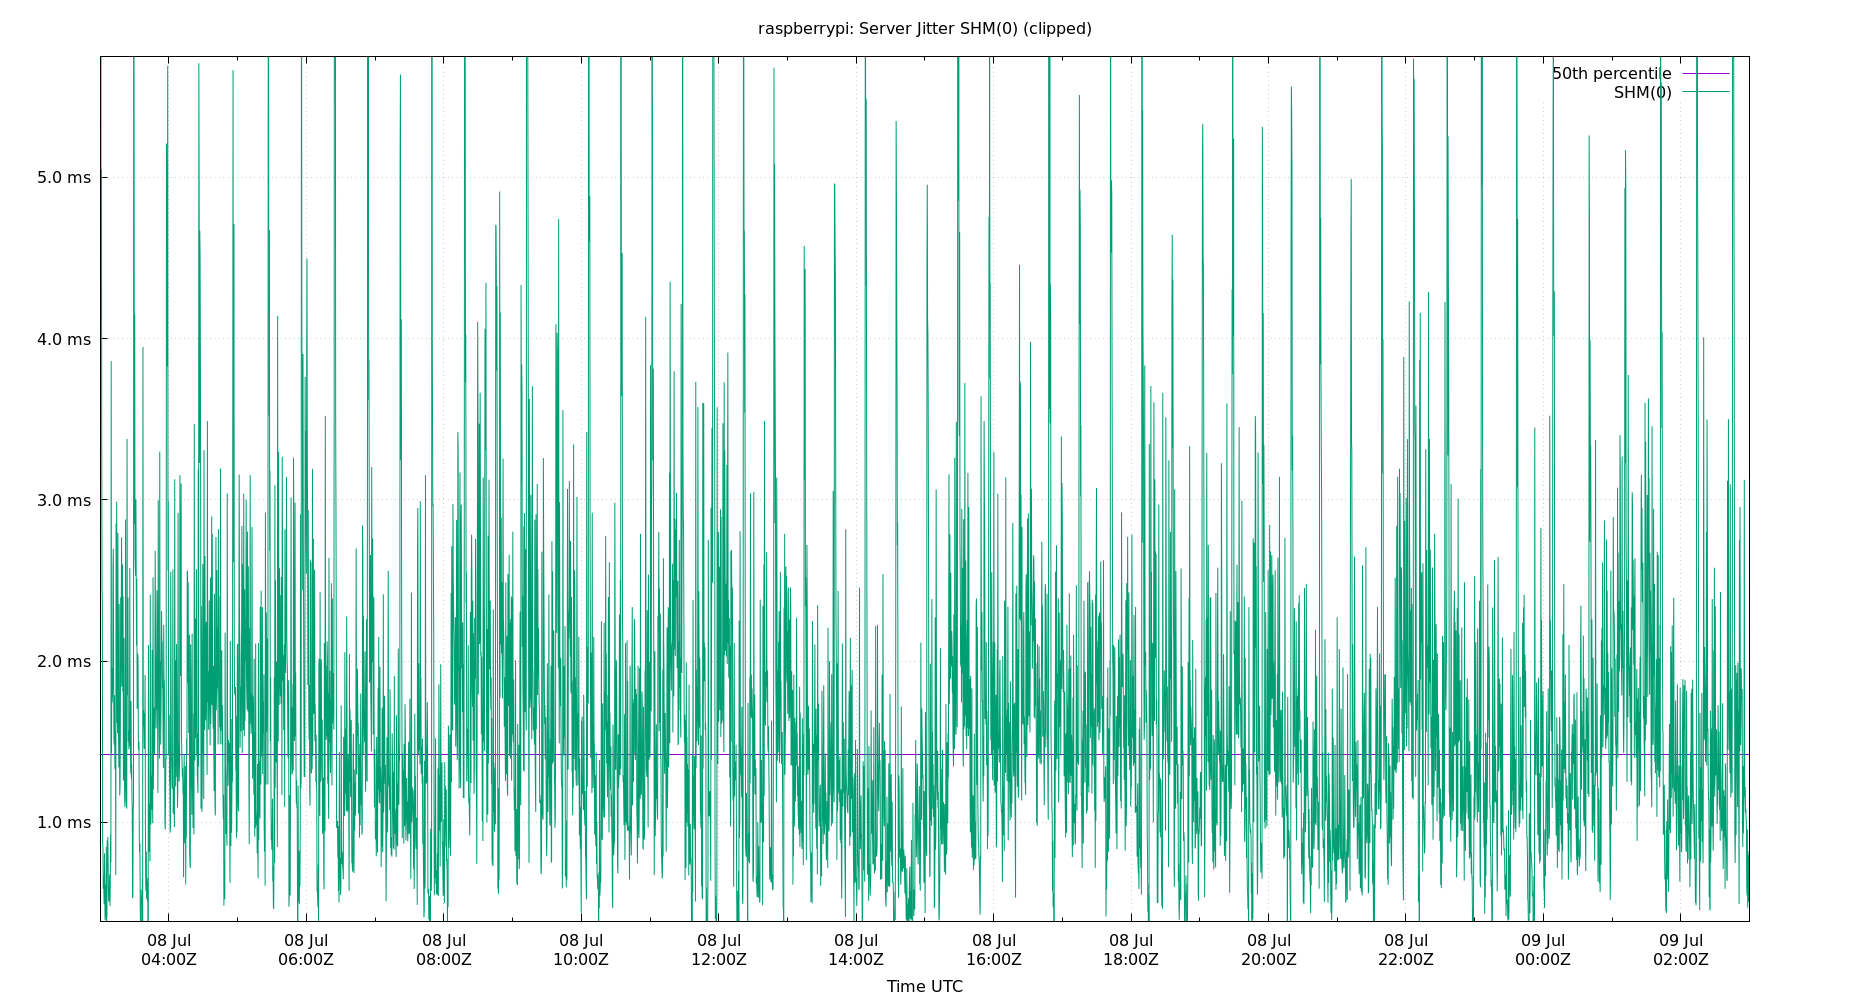 raspberrypi: Server Jitter SHM(0) (clipped)
50th percentile
SHM(0)
5.0 ms
4.0 ms
3.0 ms
2.0 ms
1.0 ms
08 Jul 08 Jul 08 Jul 08 Jul 08 Jul 08 Jul 08 Jul 08 Jul 08 Jul 08 Jul 09 Jul 09 Jul
04:00Z 06:00Z 08:00Z 10:00Z 12:00Z 14:00Z 16:00Z 18:00Z 20:00Z 22:00Z 00:00Z 02:00Z
Time UTC